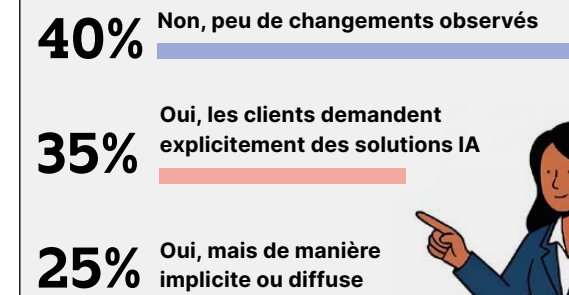 40% Non, peu de changements observés
Oui, les clients demandent
35% explicitement des solutions IA
25% Oui, mais de manière
implicite ou diffuse